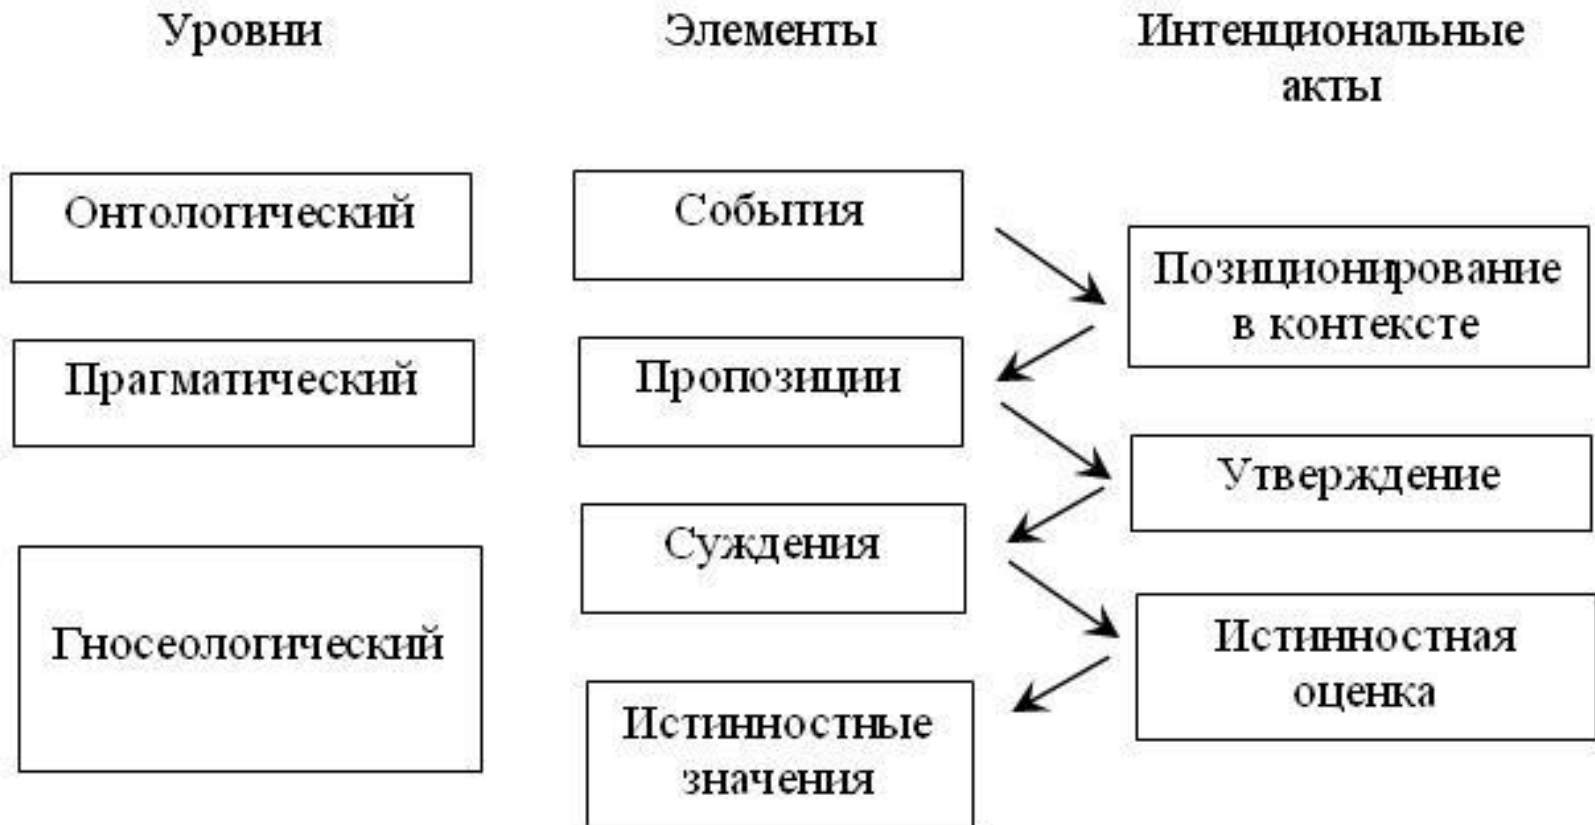 Уровни
Элементы
Интенциональные
акты
Онтологический
События
Позиционирование
в контексте
Прагматический
Пропозиции
Утверждение
Суждения
Гносеологический
Истинностная
оценка
Истинностные
значения